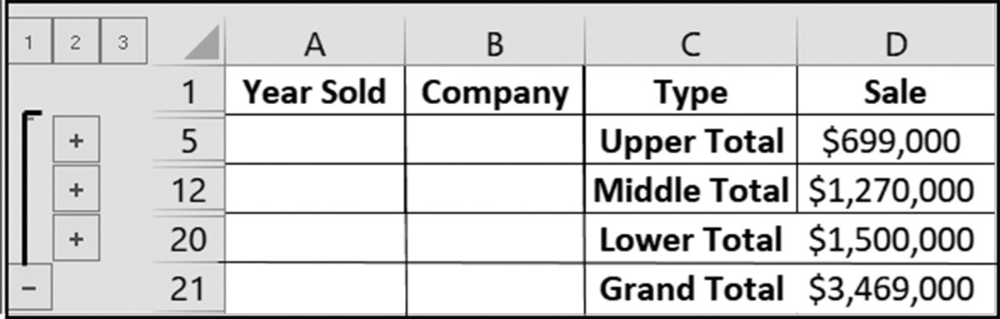 1 2 3 A B C D
1 Year Sold Company Type Sale
+ 5 Upper Total $699,000
+ 12 Middle Total $1,270,000
+ 20 Lower Total $1,500,000
- 21 Grand Total $3,469,000